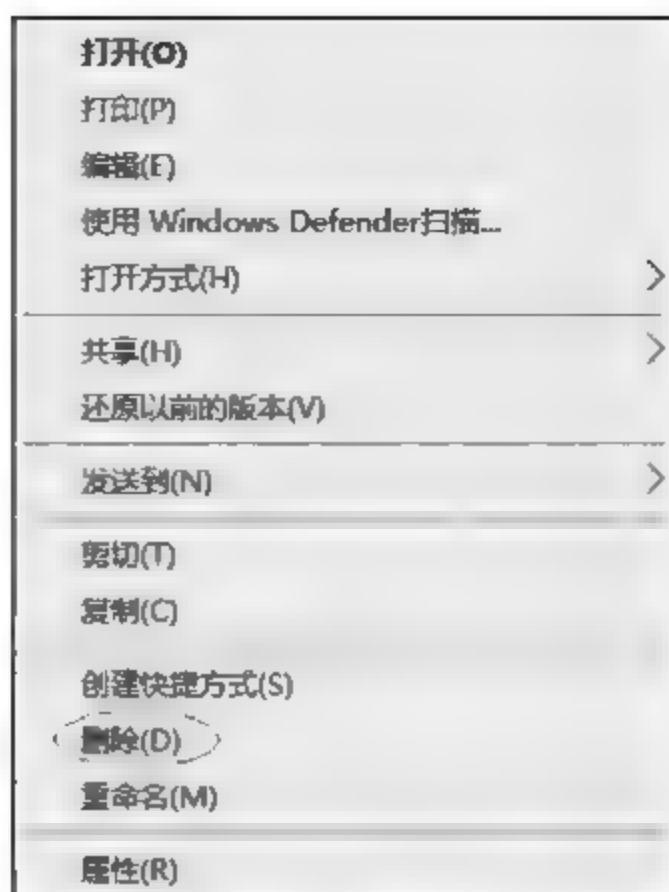 打开(O)
打印(P)
编辑(E)
使用 Windows Defender扫描...
打开方式(H)
共享(H)
还原以前的版本(V)
发送到(N)
剪切(T)
复制(C)
创建快捷方式(S)
删除(D)
重命名(M)
属性(R)